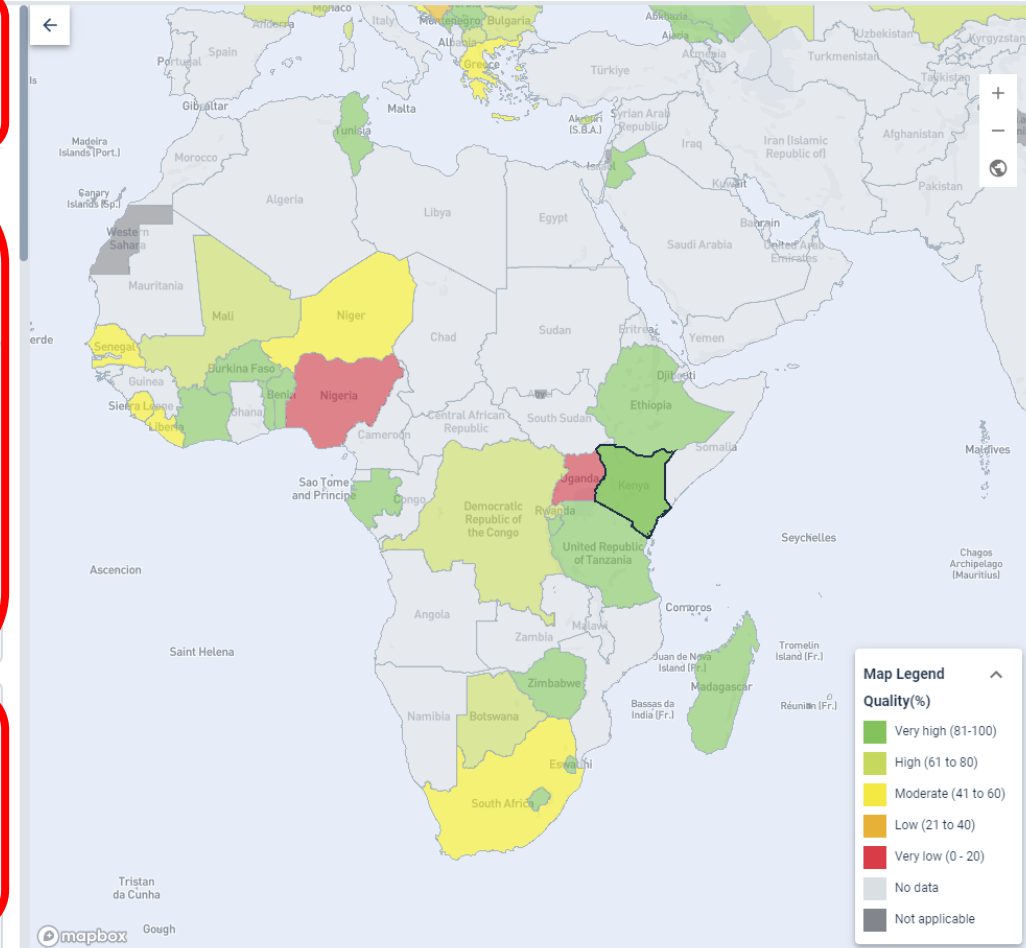 Monaco
Andorra
Italy
Montenegro
Bulgaria
Abkhazia
Uzbekistan
Kyrgyzstan
Spain
Albania
Ajaria
Armenia
Turkmenistan
Portugal
Greece
Türkiye
Tajikistan
Is
Gibraltar
Malta
Akrotiri
(S.B.A.)
Syrian Arab
Republic
Tunisia
Madeira
Islands (Port.)
Morocco
Israel
Iraq
Iran (Islamic
Republic of)
Afghanistan
Canary
Islands (Sp.)
Algeria
Libya
Egypt
Kuwait
Pakistan
Western
Sahara
Bahrain
Saudi Arabia
United Arab
Emirates
Mauritania
Mali
Niger
Chad
Sudan
Eritrea
Yemen
erde
Senegal
Burkina Faso
Djibouti
Guinea
Benin
Nigeria
Ethiopia
Sierra Leone
Ghana
Liberia
Cameroon
Central African
Republic
South Sudan
Somalia
Maldives
Sao Tome
and Principe
Congo
Uganda
Kenya
Democratic
Republic of
the Congo
Rwanda
United Republic
of Tanzania
Seychelles
Chagos
Archipelago
(Mauritius)
Ascencion
Angola
Comoros
Malawi
Zambia
Saint Helena
Juan de Nova
Island (Fr.)
Tromelin
Island (Fr.)
Zimbabwe
Madagascar
Namibia
Botswana
Bassas da
India (Fr.)
Réunion (Fr.)
Eswatini
South Africa
Tristan
da Cunha
Gough
mapbox
Map Legend
Quality(%)
Very high (81-100)
High (61 to 80)
Moderate (41 to 60)
Low (21 to 40)
Very low (0 - 20)
No data
Not applicable